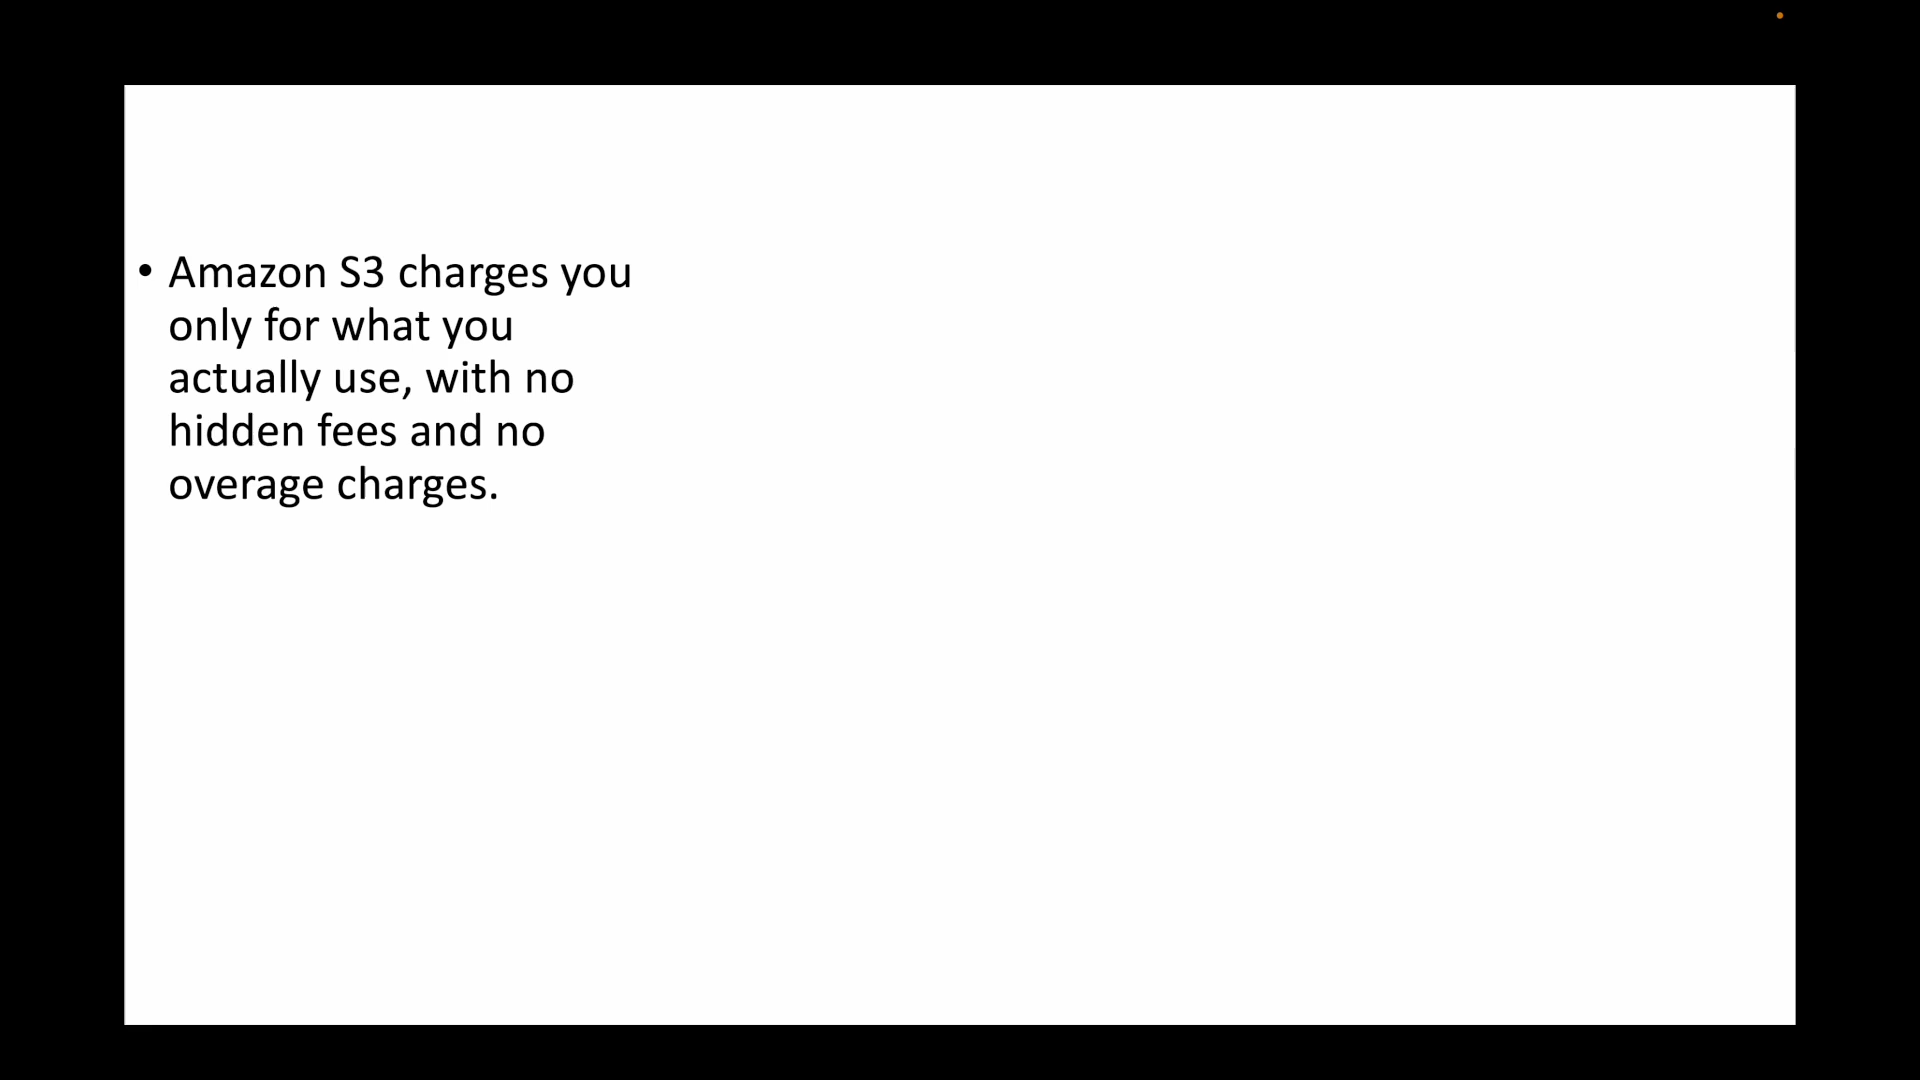 • Amazon S3 charges you
only for what you
actually use, with no
hidden fees and no
overage charges.